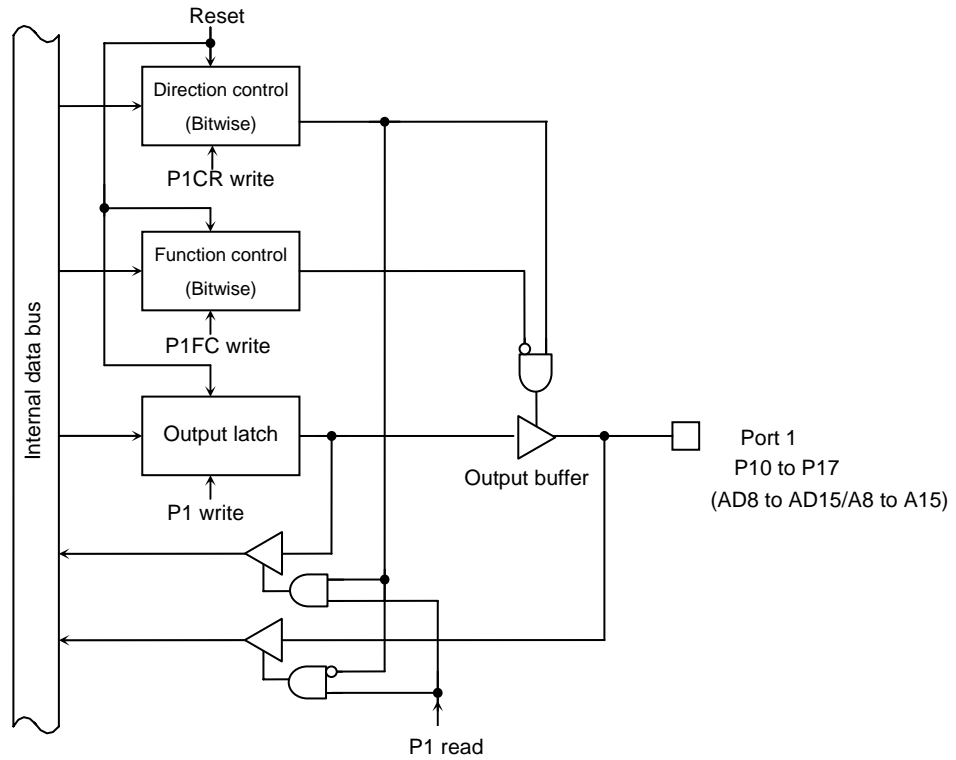 Reset
Direction control
(Bitwise)
P1CR write
Function control
(Bitwise)
P1FC write
Internal data bus
Output latch
P1 write
Output buffer
Port 1
P10 to P17
(AD8 to AD15/A8 to A15)
P1 read